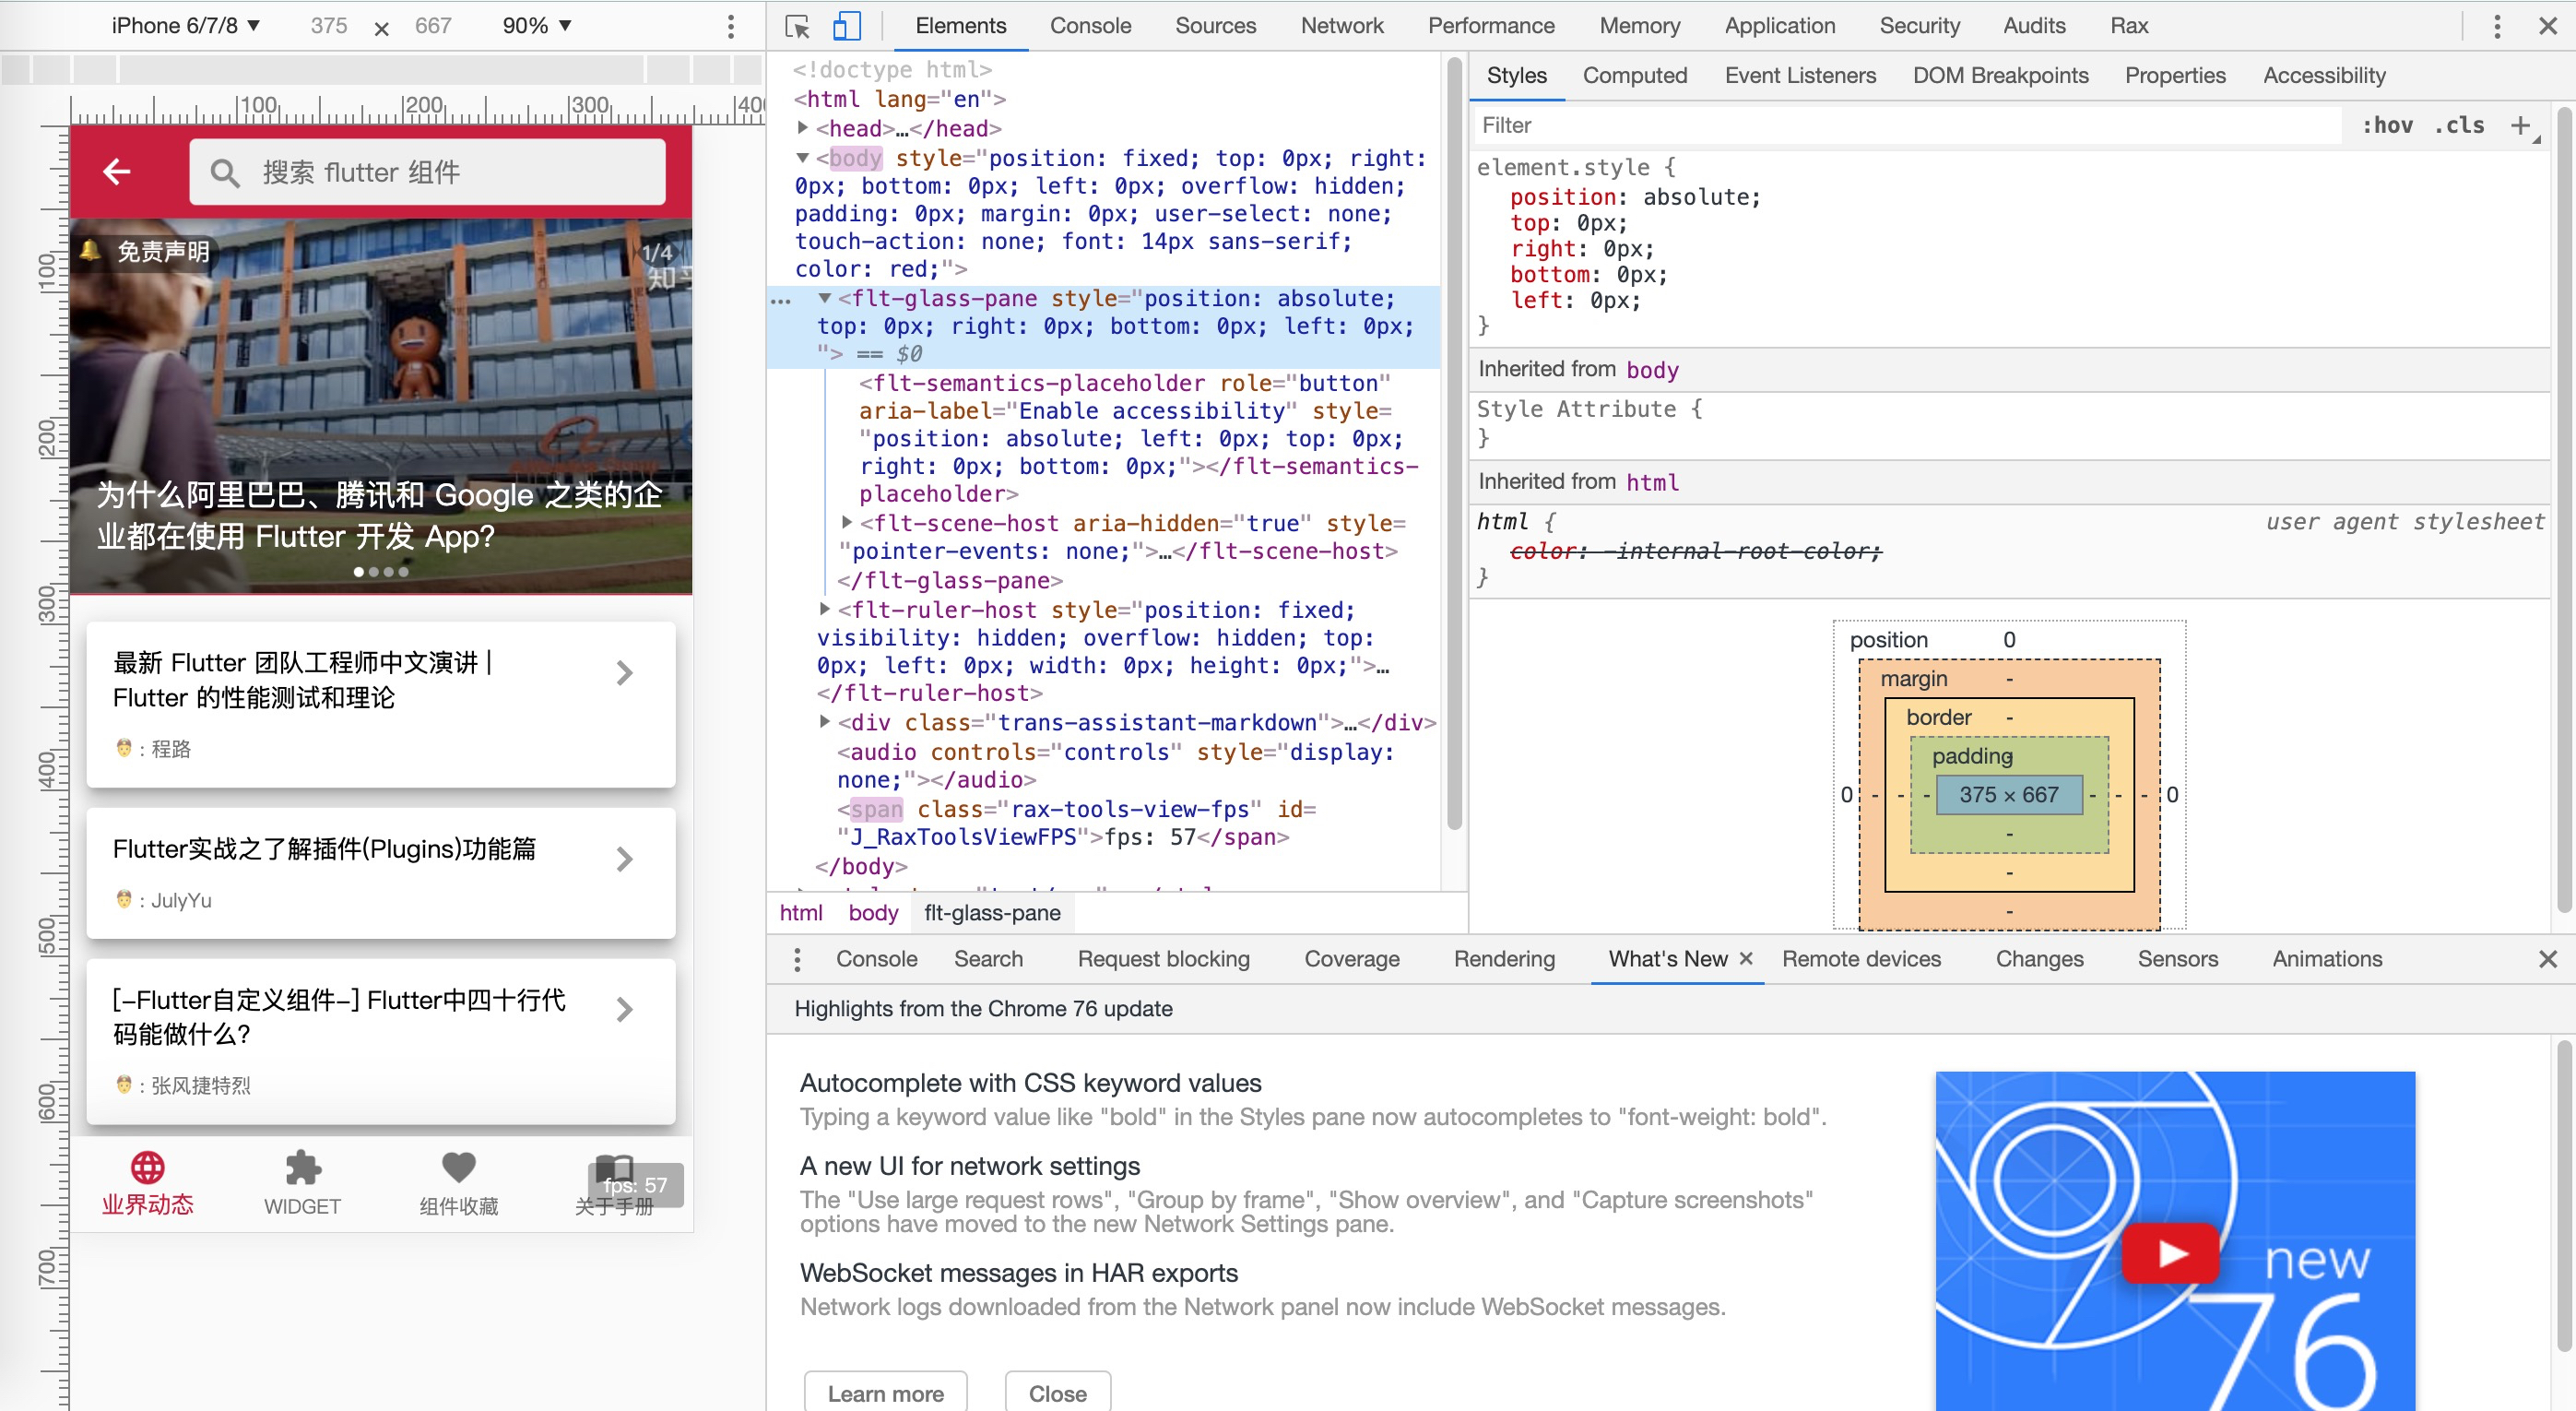 iPhone 6/7/8 ▼ 375 × 667 90% ▼
100 200 300 400
搜索 flutter 组件
免责声明
1/4
为什么阿里巴巴、腾讯和 Google 之类的企
业都在使用 Flutter 开发 App?
最新 Flutter 团队工程师中文演讲 |
Flutter 的性能测试和理论
: 程路
Flutter实战之了解插件(Plugins)功能篇
: JulyYu
[-Flutter自定义组件-] Flutter中四十行代
码能做什么?
: 张风捷特烈
业界动态 WIDGET 组件收藏 关于手册
fps: 57
100
200
300
400
500
600
700
Elements Console Sources Network Performance Memory Application Security Audits Rax
<!doctype html>
<html lang="en">
<head>…</head>
<body style="position: fixed; top: 0px; right:
0px; bottom: 0px; left: 0px; overflow: hidden;
padding: 0px; margin: 0px; user-select: none;
touch-action: none; font: 14px sans-serif;
color: red;">
… <flt-glass-pane style="position: absolute;
top: 0px; right: 0px; bottom: 0px; left: 0px;
"> == $0
<flt-semantics-placeholder role="button"
aria-label="Enable accessibility" style=
"position: absolute; left: 0px; top: 0px;
right: 0px; bottom: 0px;"></flt-semantics-
placeholder>
<flt-scene-host aria-hidden="true" style=
"pointer-events: none;">…</flt-scene-host>
</flt-glass-pane>
<flt-ruler-host style="position: fixed;
visibility: hidden; overflow: hidden; top:
0px; left: 0px; width: 0px; height: 0px;">…
</flt-ruler-host>
<div class="trans-assistant-markdown">…</div>
<audio controls="controls" style="display:
none;"></audio>
<span class="rax-tools-view-fps" id=
"J_RaxToolsViewFPS">fps: 57</span>
</body>
html body flt-glass-pane
Styles Computed Event Listeners DOM Breakpoints Properties Accessibility
Filter :hov .cls +
element.style {
position: absolute;
top: 0px;
right: 0px;
bottom: 0px;
left: 0px;
}
Inherited from body
Style Attribute {
}
Inherited from html
html { user agent stylesheet
color: -internal-root-color;
}
position 0
margin -
border -
padding -
0 - - - 375 × 667 - - - 0
-
-
-
Console Search Request blocking Coverage Rendering What's New × Remote devices Changes Sensors Animations
Highlights from the Chrome 76 update
Autocomplete with CSS keyword values
Typing a keyword value like "bold" in the Styles pane now autocompletes to "font-weight: bold".
A new UI for network settings
The "Use large request rows", "Group by frame", "Show overview", and "Capture screenshots"
options have moved to the new Network Settings pane.
WebSocket messages in HAR exports
Network logs downloaded from the Network panel now include WebSocket messages.
Learn more Close
new
76